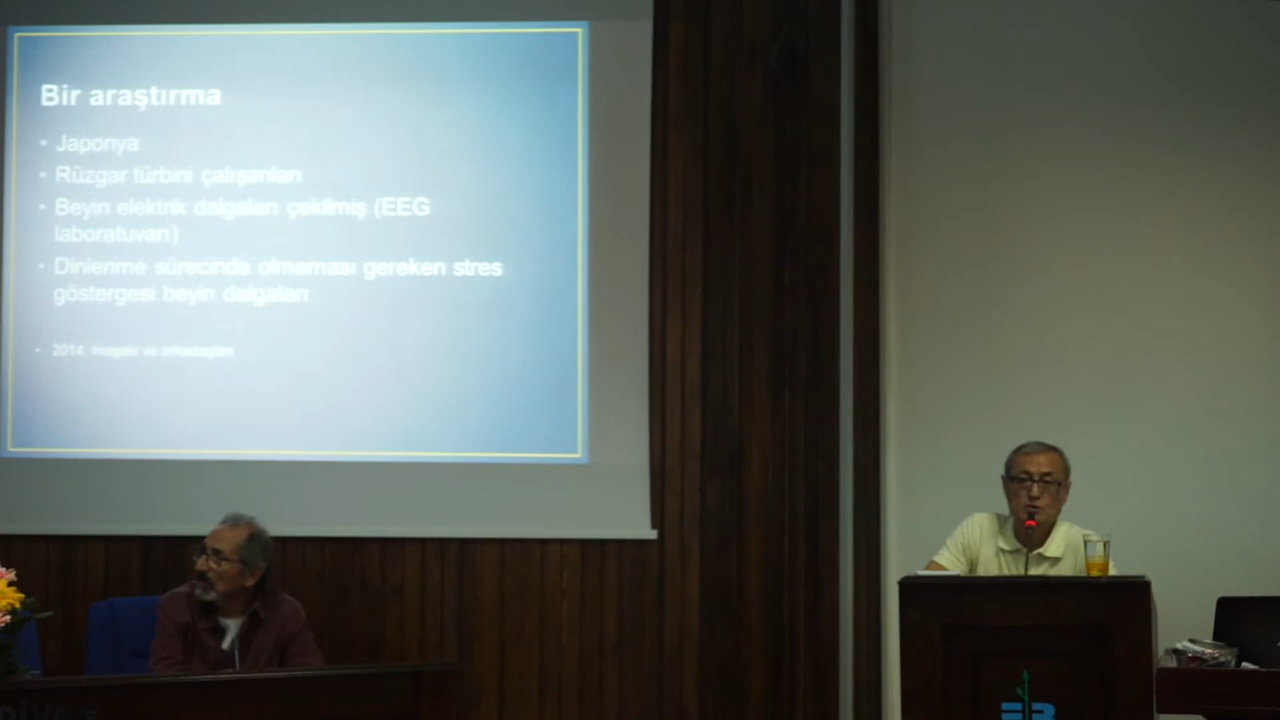 Bir araştırma
• Japonya
• Rüzgar türbini çalışanları
• Beyin elektrik dalgaları çekilmiş (EEG
laboratuvarı)
• Dinlenme sürecinde olmaması gereken stres
göstergesi beyin dalgaları
• 2014, Inagaki ve arkadaşları